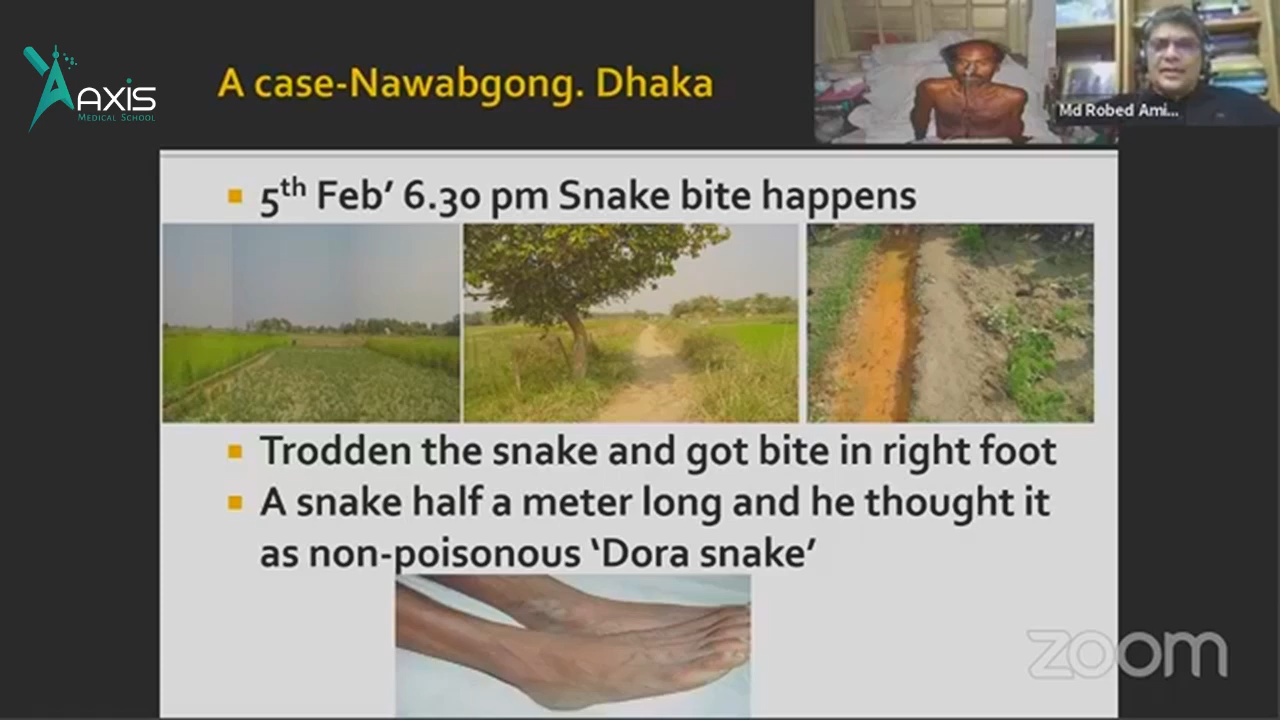 AXIS
MEDICAL SCHOOL
A case-Nawabgong. Dhaka
Md Robed Ami...
5th Feb’ 6.30 pm Snake bite happens
Trodden the snake and got bite in right foot
A snake half a meter long and he thought it
as non-poisonous ‘Dora snake’
zoom